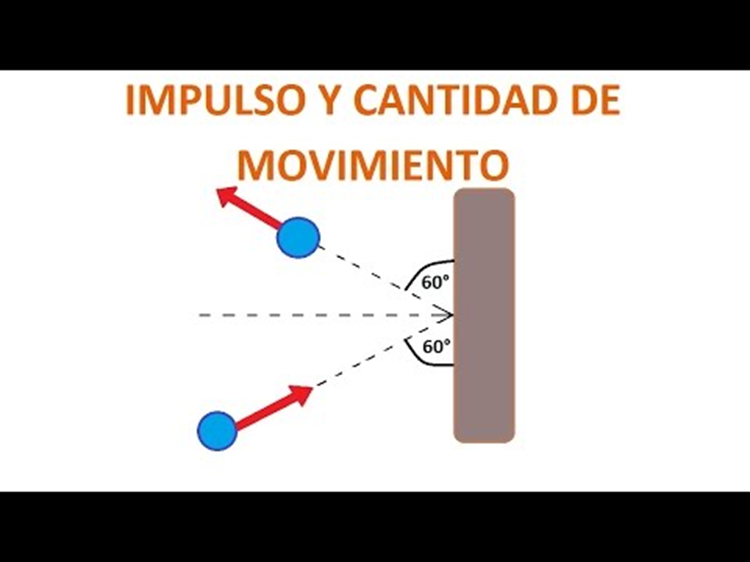 IMPULSO Y CANTIDAD DE
MOVIMIENTO
60°
60°